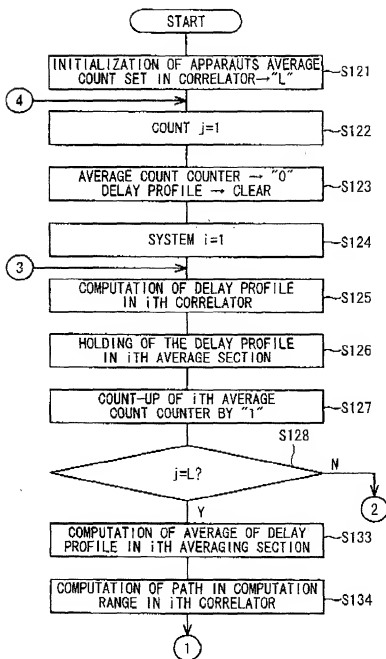 START
INITIALIZATION OF APPARAUTS AVERAGE
COUNT SET IN CORRELATOR→"L"
S121
4
COUNT j=1
S122
AVERAGE COUNT COUNTER → "0"
DELAY PROFILE → CLEAR
S123
SYSTEM i=1
S124
3
COMPUTATION OF DELAY PROFILE
IN iTH CORRELATOR
S125
HOLDING OF THE DELAY PROFILE
IN iTH AVERAGE SECTION
S126
COUNT-UP OF iTH AVERAGE
COUNT COUNTER BY "1"
S127
S128
j=L?
N
2
Y
COMPUTATION OF AVERAGE OF DELAY
PROFILE IN iTH AVERAGING SECTION
S133
COMPUTATION OF PATH IN COMPUTATION
RANGE IN iTH CORRELATOR
S134
1